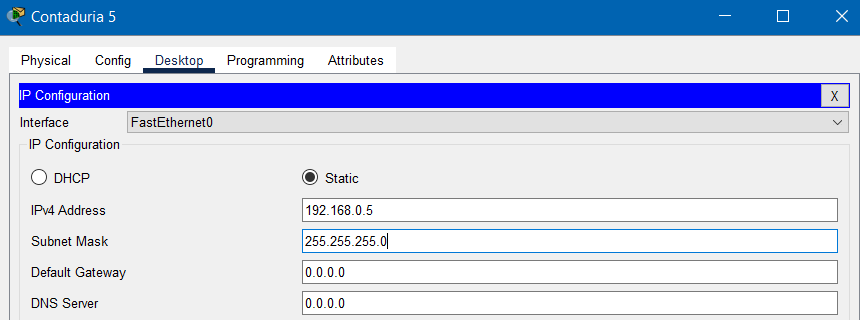 Contaduria 5
Physical Config Desktop Programming Attributes
IP Configuration X
Interface FastEthernet0
IP Configuration
DHCP Static
IPv4 Address 192.168.0.5
Subnet Mask 255.255.255.0
Default Gateway 0.0.0.0
DNS Server 0.0.0.0